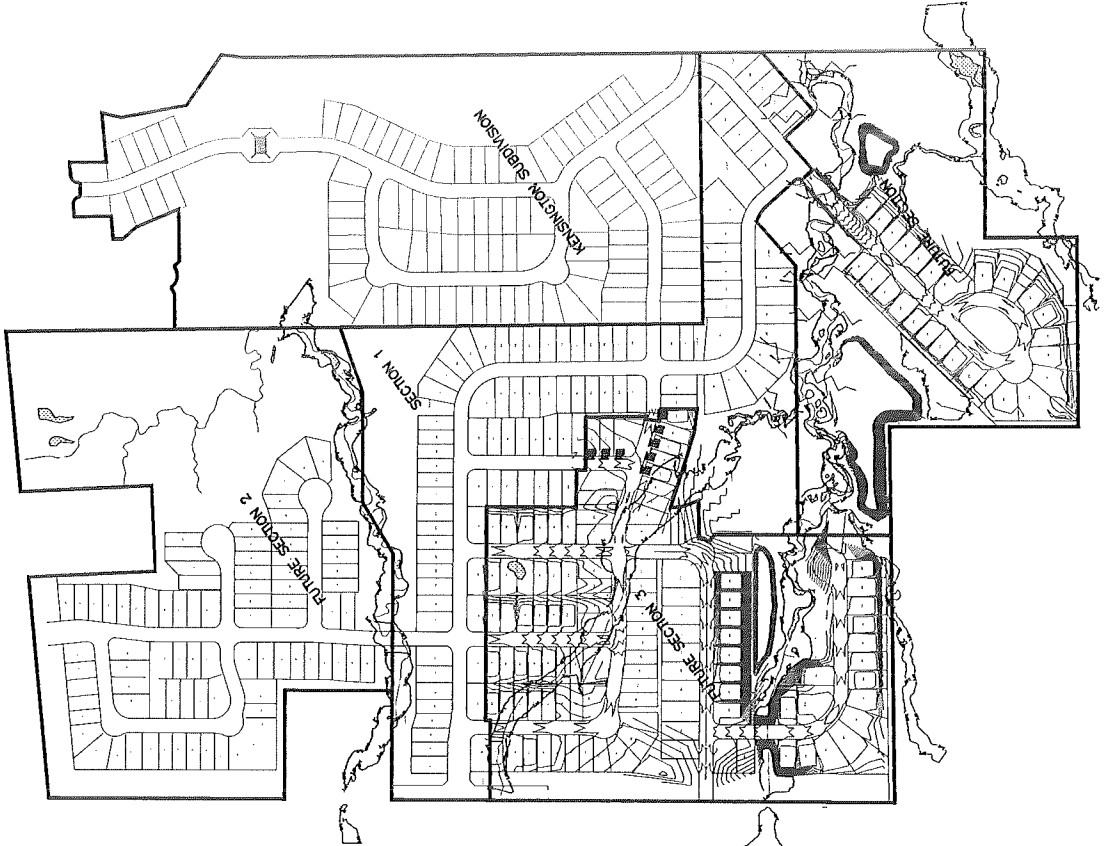 KENSINGTON SUBDIVISION
FUTURE SECTION
SECTION 1
FUTURE SECTION 2
FUTURE SECTION 3